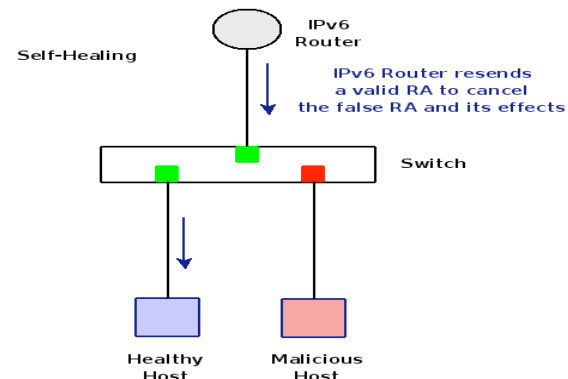 IPv6
Router
Self-Healing
IPv6 Router resends
a valid RA to cancel
the false RA and its effects
Switch
Healthy
Host
Malicious
Host